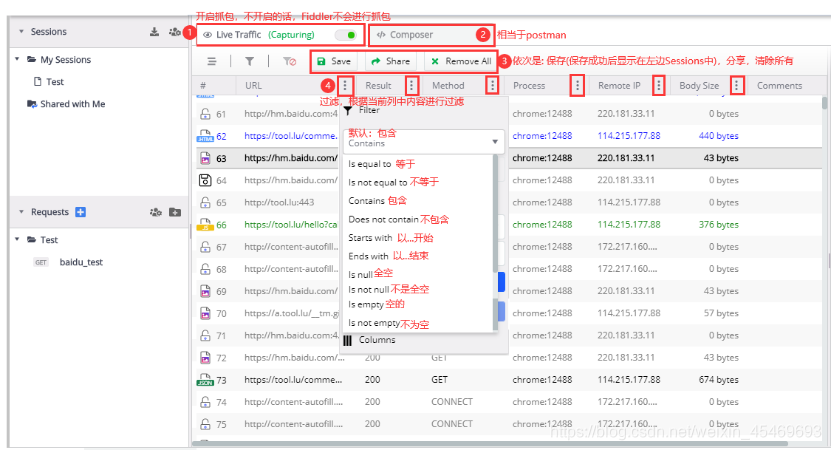 开启抓包, 不开启的话, Fiddler不会进行抓包
Sessions
1 Live Traffic (Capturing) </> Composer 2 相当于postman
My Sessions
Test
Shared with Me
Save Share Remove All 3 依次是: 保存(保存成功后显示在左边Sessions中), 分享, 清除所有
# URL 4 Result Method Process Remote IP Body Size Comments
过滤, 根据当前列中内容进行过滤
Filter
默认: 包含
Contains
Is equal to 等于
Is not equal to 不等于
Contains 包含
Does not contain 不包含
Starts with 以...开始
Ends with 以...结束
Is null 全空
Is not null 不是全空
Is empty 空的
Is not empty 不为空
Columns
61 http://hm.baidu.com:4 chrome:12488 220.181.33.11 0 bytes
62 https://tool.lu/comme... chrome:12488 114.215.177.88 440 bytes
63 https://hm.baidu.com/ chrome:12488 220.181.33.11 43 bytes
64 https://hm.baidu.com/ chrome:12488 220.181.33.11 0 bytes
65 http://tool.lu:443 chrome:12488 114.215.177.88 0 bytes
66 https://tool.lu/hello?ca chrome:12488 114.215.177.88 376 bytes
67 http://content-autofill... chrome:12488 172.217.160.... 0 bytes
68 https://content-autofill. chrome:12488 172.217.160.... 0 bytes
69 https://hm.baidu.com/ chrome:12488 220.181.33.11 43 bytes
70 https://a.tool.lu/__tm.gi chrome:12488 114.215.177.88 57 bytes
71 http://hm.baidu.com:4. chrome:12488 220.181.33.11 0 bytes
72 https://hm.baidu.com/... 200 GET chrome:12488 220.181.33.11 43 bytes
73 https://tool.lu/comme... 200 GET chrome:12488 114.215.177.88 674 bytes
74 http://content-autofill.... 200 CONNECT chrome:12488 172.217.160.... 0 bytes
75 http://content-autofill.... 200 CONNECT chrome:12488 172.217.160.... 0 bytes
Requests
Test
GET baidu_test
https://blog.csdn.net/weixin_45469693